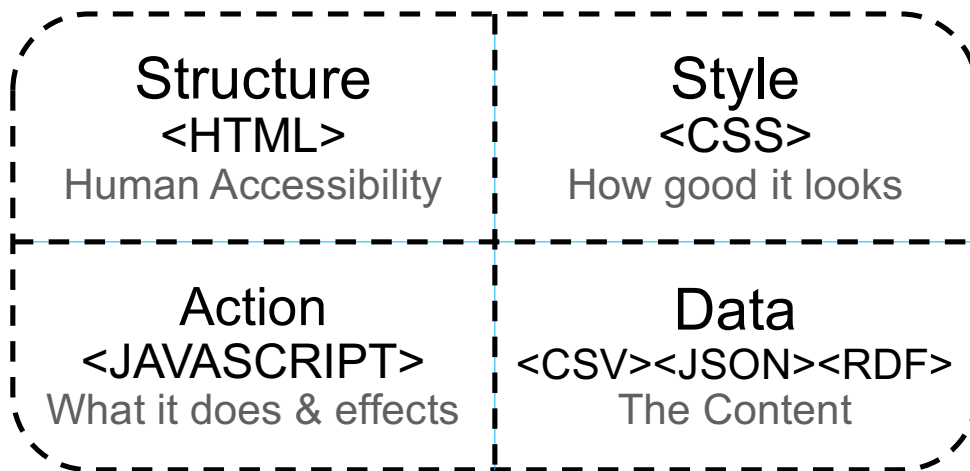 Structure
<HTML>
Human Accessibility
Style
<CSS>
How good it looks
Action
<JAVASCRIPT>
What it does & effects
Data
<CSV><JSON><RDF>
The Content